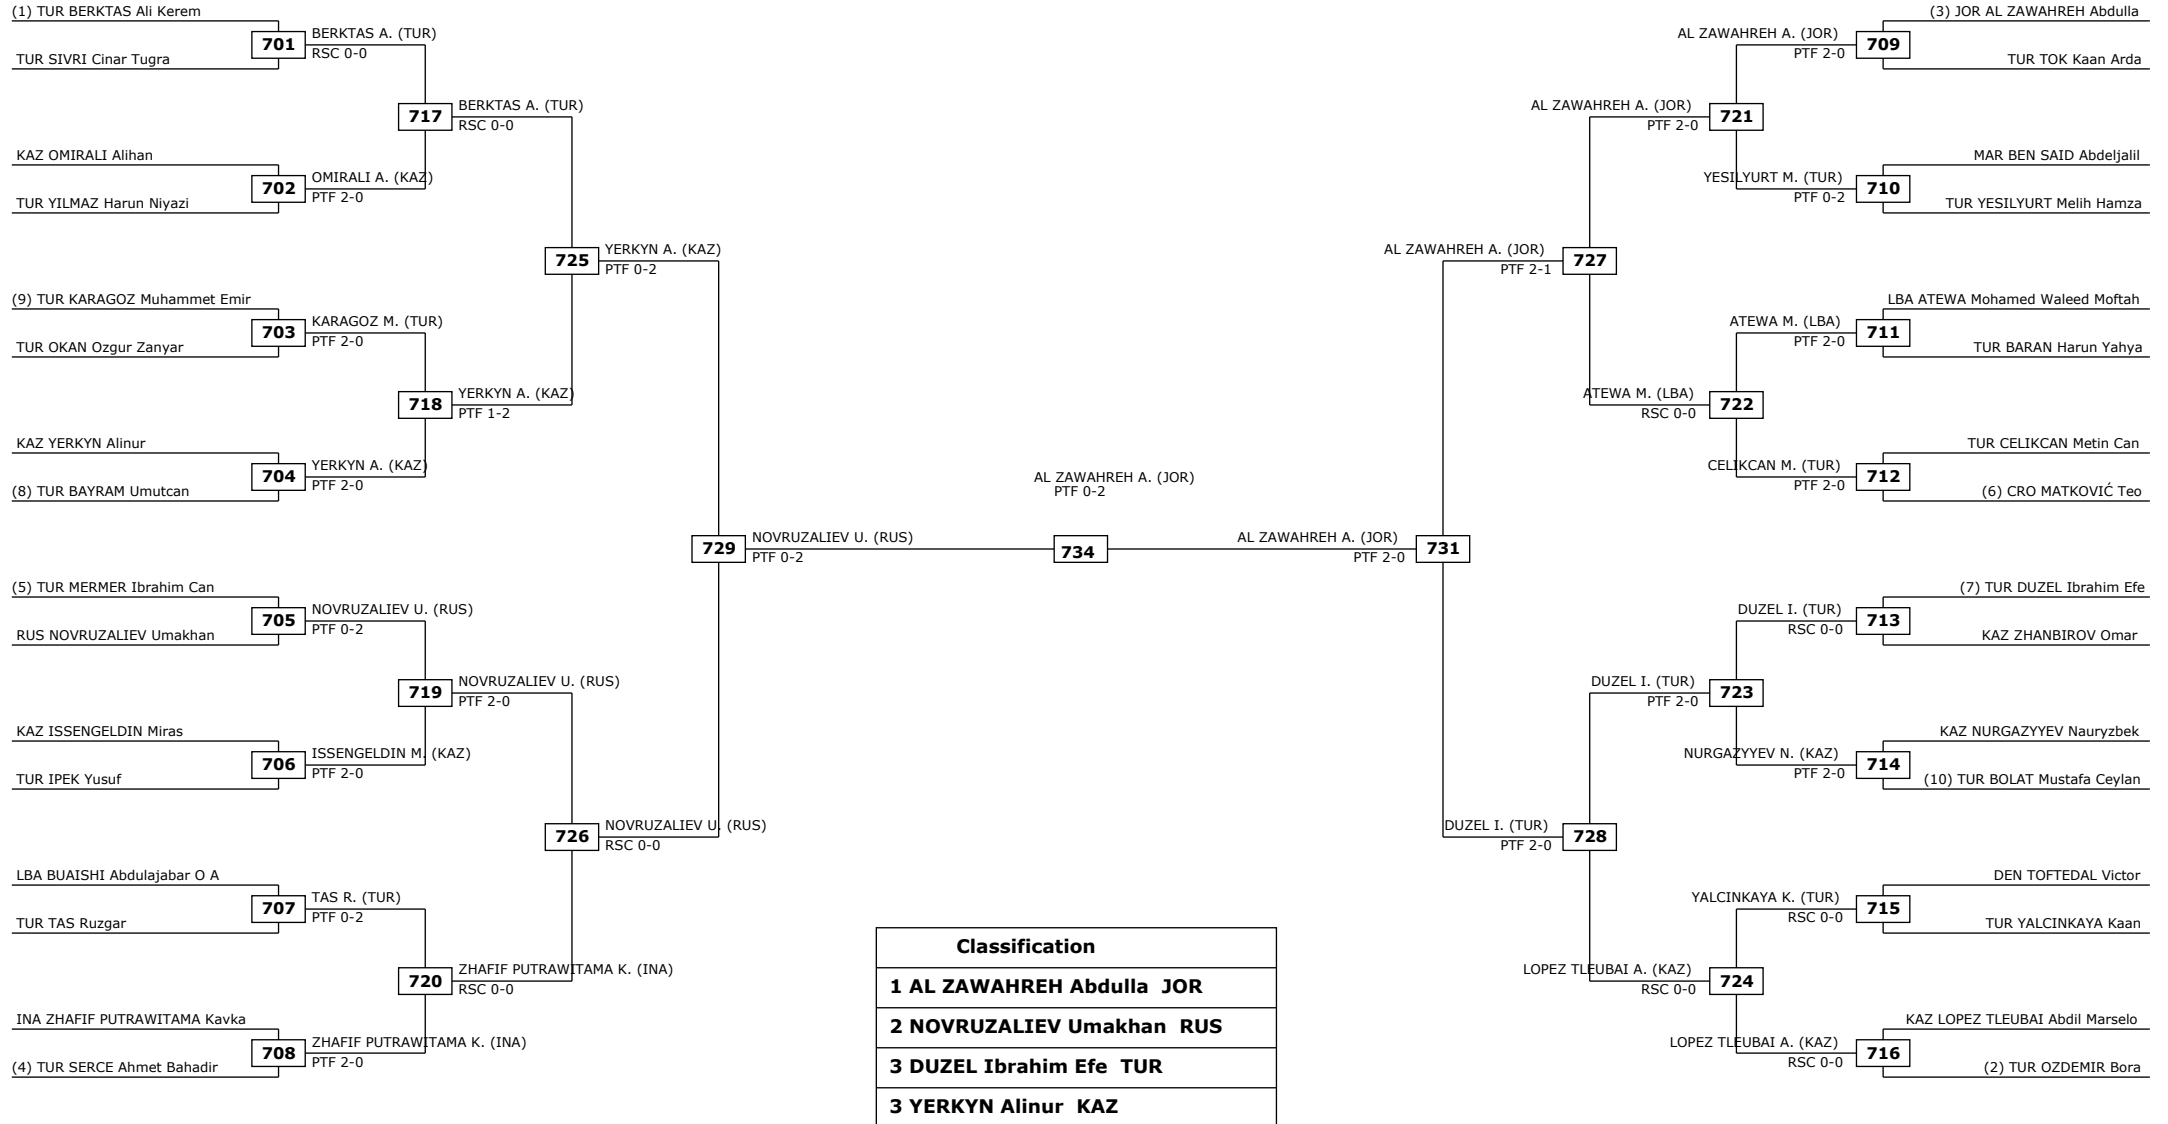 (1) TUR BERKTAS Ali Kerem
701
BERKTAS A. (TUR)
RSC 0-0
TUR SIVRI Cinar Tugra
717
BERKTAS A. (TUR)
RSC 0-0
KAZ OMIRALI Alihan
702
OMIRALI A. (KAZ)
PTF 2-0
TUR YILMAZ Harun Niyazi
725
YERKYN A. (KAZ)
PTF 0-2
(9) TUR KARAGOZ Muhammet Emir
703
KARAGOZ M. (TUR)
PTF 2-0
TUR OKAN Ozgur Zanyar
718
YERKYN A. (KAZ)
PTF 1-2
KAZ YERKYN Alinur
704
YERKYN A. (KAZ)
PTF 2-0
(8) TUR BAYRAM Umutcan
729
NOVRUZALIEV U. (RUS)
PTF 0-2
(5) TUR MERMER Ibrahim Can
705
NOVRUZALIEV U. (RUS)
PTF 0-2
RUS NOVRUZALIEV Umakhan
719
NOVRUZALIEV U. (RUS)
PTF 2-0
KAZ ISSENGELDIN Miras
706
ISSENGELDIN M. (KAZ)
PTF 2-0
TUR IPEK Yusuf
726
NOVRUZALIEV U. (RUS)
RSC 0-0
LBA BUAISHI Abdulajabar O A
707
TAS R. (TUR)
PTF 0-2
TUR TAS Ruzgar
720
ZHAFIF PUTRAWITAMA K. (INA)
RSC 0-0
INA ZHAFIF PUTRAWITAMA Kavka
708
ZHAFIF PUTRAWITAMA K. (INA)
PTF 2-0
(4) TUR SERCE Ahmet Bahadir
AL ZAWAHREH A. (JOR)
PTF 0-2
734
(3) JOR AL ZAWAHREH Abdulla
AL ZAWAHREH A. (JOR)
PTF 2-0
709
TUR TOK Kaan Arda
AL ZAWAHREH A. (JOR)
PTF 2-0
721
MAR BEN SAID Abdeljalil
YESILYURT M. (TUR)
PTF 0-2
710
TUR YESILYURT Melih Hamza
AL ZAWAHREH A. (JOR)
PTF 2-1
727
LBA ATEWA Mohamed Waleed Moftah
ATEWA M. (LBA)
PTF 2-0
711
TUR BARAN Harun Yahya
ATEWA M. (LBA)
RSC 0-0
722
TUR CELIKCAN Metin Can
CELIKCAN M. (TUR)
PTF 2-0
712
(6) CRO MATKOVIĆ Teo
AL ZAWAHREH A. (JOR)
PTF 2-0
731
(7) TUR DUZEL Ibrahim Efe
DUZEL I. (TUR)
RSC 0-0
713
KAZ ZHANBIROV Omar
DUZEL I. (TUR)
PTF 2-0
723
KAZ NURGAZYYEV Nauryzbek
NURGAZYYEV N. (KAZ)
PTF 2-0
714
(10) TUR BOLAT Mustafa Ceylan
DUZEL I. (TUR)
PTF 2-0
728
DEN TOFTEDAL Victor
YALCINKAYA K. (TUR)
RSC 0-0
715
TUR YALCINKAYA Kaan
LOPEZ TLEUBAI A. (KAZ)
RSC 0-0
724
KAZ LOPEZ TLEUBAI Abdil Marselo
LOPEZ TLEUBAI A. (KAZ)
RSC 0-0
716
(2) TUR OZDEMIR Bora
Classification
1 AL ZAWAHREH Abdulla JOR
2 NOVRUZALIEV Umakhan RUS
3 DUZEL Ibrahim Efe TUR
3 YERKYN Alinur KAZ